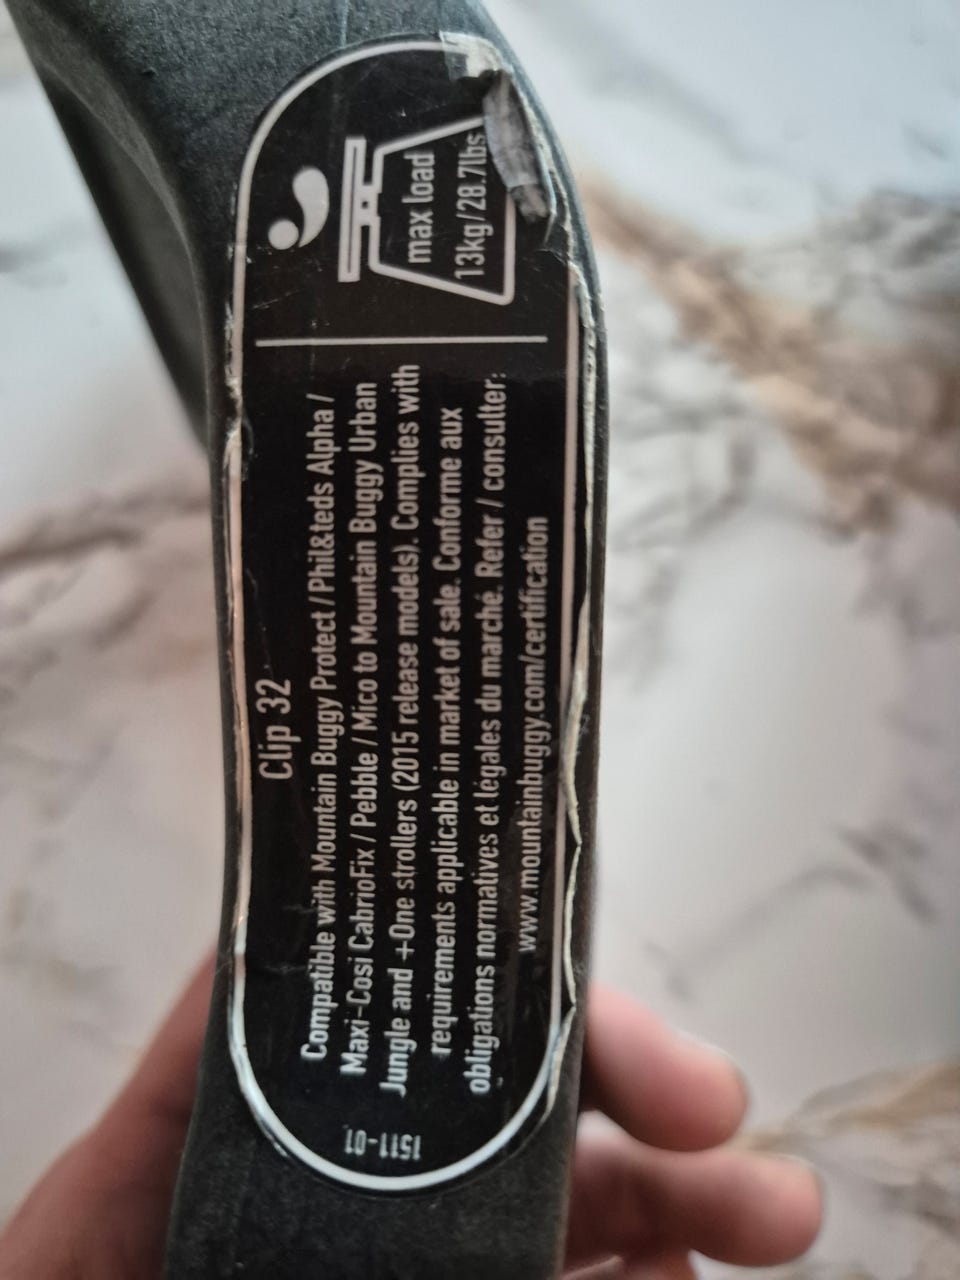 Clip 32
Compatible with Mountain Buggy Protect / Phil&teds Alpha /
Maxi-Cosi CabrioFix / Pebble / Mico to Mountain Buggy Urban
Jungle and +One strollers (2015 release models). Complies with
requirements applicable in market of sale. Conforme aux
obligations normatives et légales du marché. Refer / consulter:
www.mountainbuggy.com/certification
max load
13kg/28.7lbs
1511-01